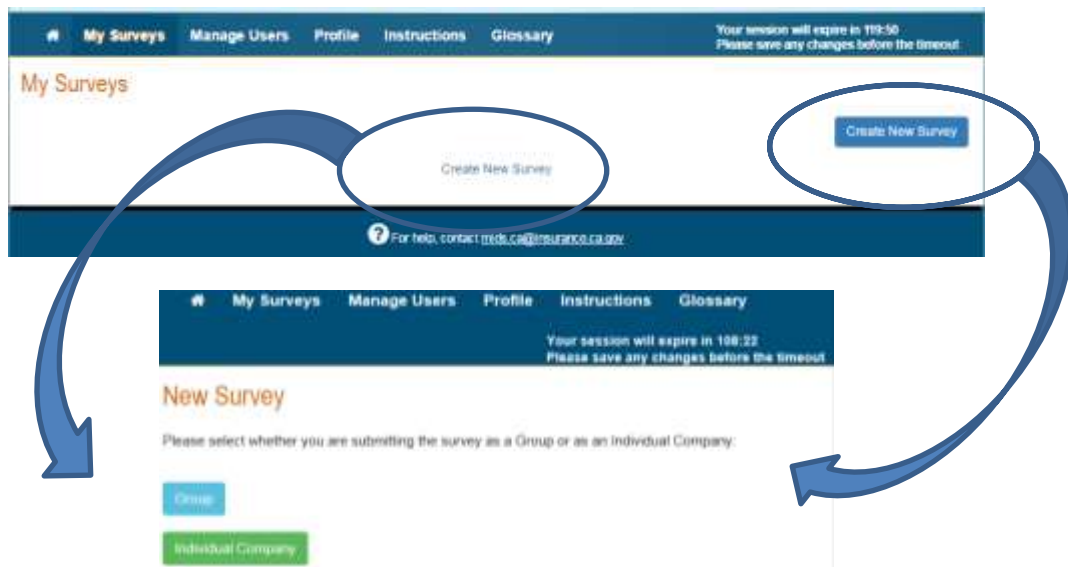 My Surveys Manage Users Profile Instructions Glossary
Your session will expire in 119:50
Please save any changes before the timeout
My Surveys
Create New Survey
Create New Survey
? For help, contact mids.ca@insurance.ca.gov
My Surveys Manage Users Profile Instructions Glossary
Your session will expire in 108:22
Please save any changes before the timeout
New Survey
Please select whether you are submitting the survey as a Group or as an Individual Company:
Group
Individual Company